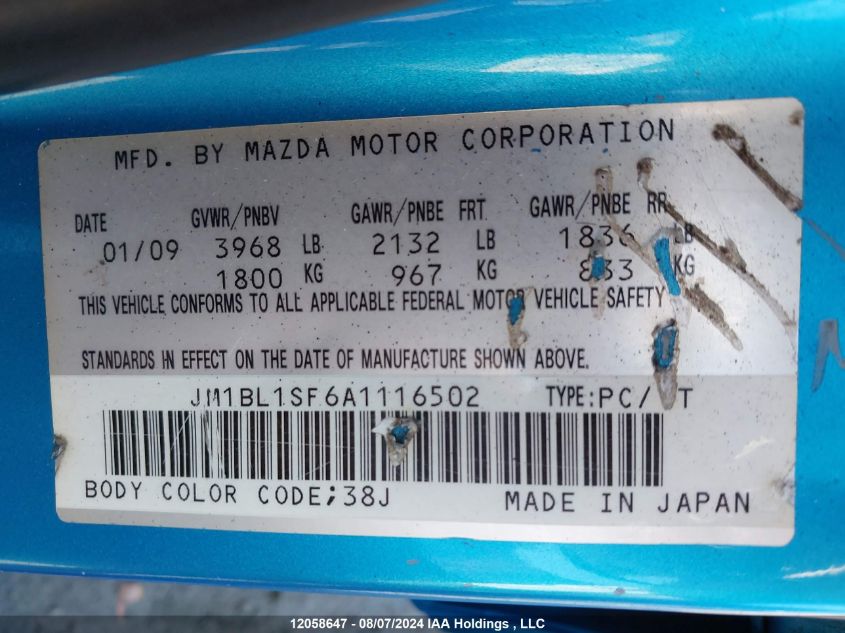 MFD. BY MAZDA MOTOR CORPORATION
DATE GVWR/PNBV GAWR/PNBE FRT GAWR/PNBE RR
01/09 3968 LB 2132 LB 1836 LB
1800 KG 967 KG 833 KG
THIS VEHICLE CONFORMS TO ALL APPLICABLE FEDERAL MOTOR VEHICLE SAFETY
STANDARDS IN EFFECT ON THE DATE OF MANUFACTURE SHOWN ABOVE.
JM1BL1SF6A1116502 TYPE:PC/ T
BODY COLOR CODE;38J MADE IN JAPAN
12058647 - 08/07/2024 IAA Holdings , LLC